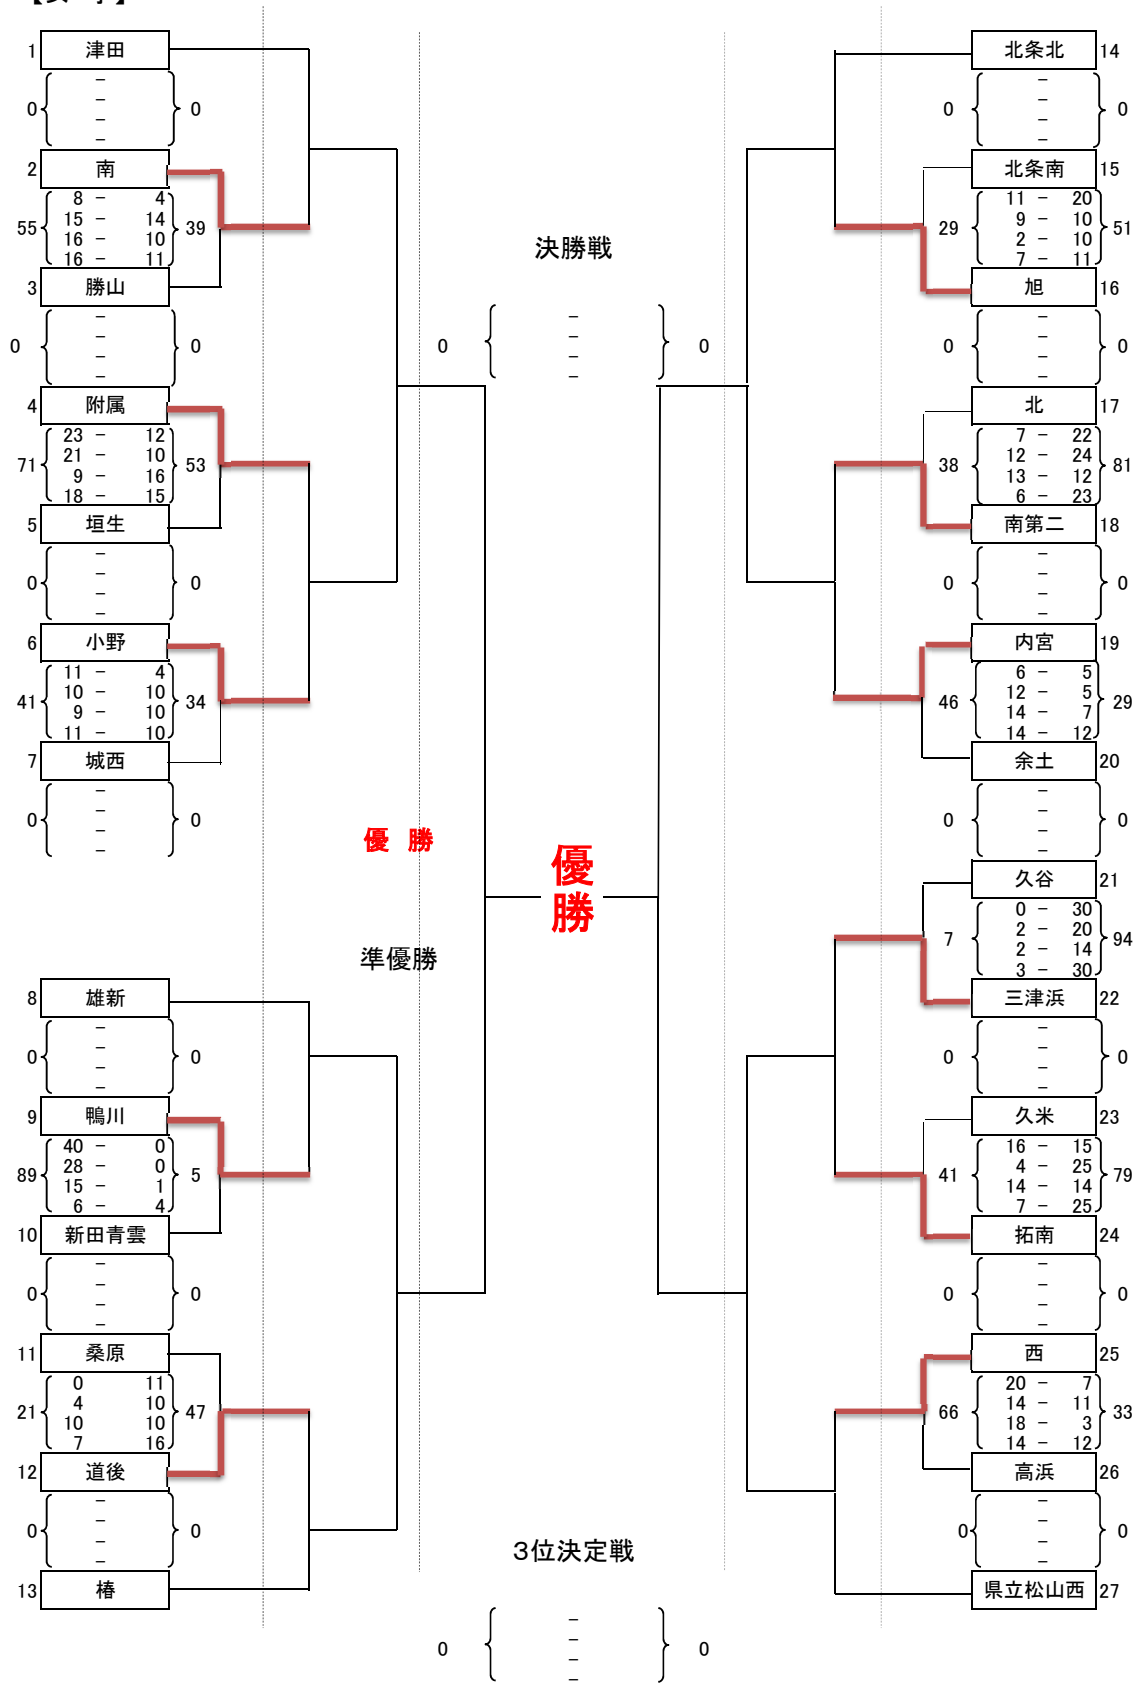 1 津田
0 - - - - 0
2 南
55 8 - 4 39
15 - 14
16 - 10
16 - 11
3 勝山
0 - - - - 0
4 附属
71 23 - 12 53
21 - 10
9 - 16
18 - 15
5 垣生
0 - - - - 0
6 小野
41 11 - 4 34
10 - 10
9 - 10
11 - 10
7 城西
0 - - - - 0
8 雄新
0 - - - - 0
9 鴨川
89 40 - 0 5
28 - 0
15 - 1
6 - 4
10 新田青雲
0 - - - - 0
11 桑原
21 0 11 47
4 10
10 10
7 16
12 道後
0 - - - - 0
13 椿
決勝戦
0 - - - - 0
優 勝
優勝
準優勝
3位決定戦
0 - - - - 0
北条北 14
0 - - - - 0
北条南 15
29 11 - 20 51
9 - 10
2 - 10
7 - 11
旭 16
0 - - - - 0
北 17
38 7 - 22 81
12 - 24
13 - 12
6 - 23
南第二 18
0 - - - - 0
内宮 19
46 6 - 5 29
12 - 5
14 - 7
14 - 12
余土 20
0 - - - - 0
久谷 21
7 0 - 30 94
2 - 20
2 - 14
3 - 30
三津浜 22
0 - - - - 0
久米 23
41 16 - 15 79
4 - 25
14 - 14
7 - 25
拓南 24
0 - - - - 0
西 25
66 20 - 7 33
14 - 11
18 - 3
14 - 12
高浜 26
0 - - - - 0
県立松山西 27